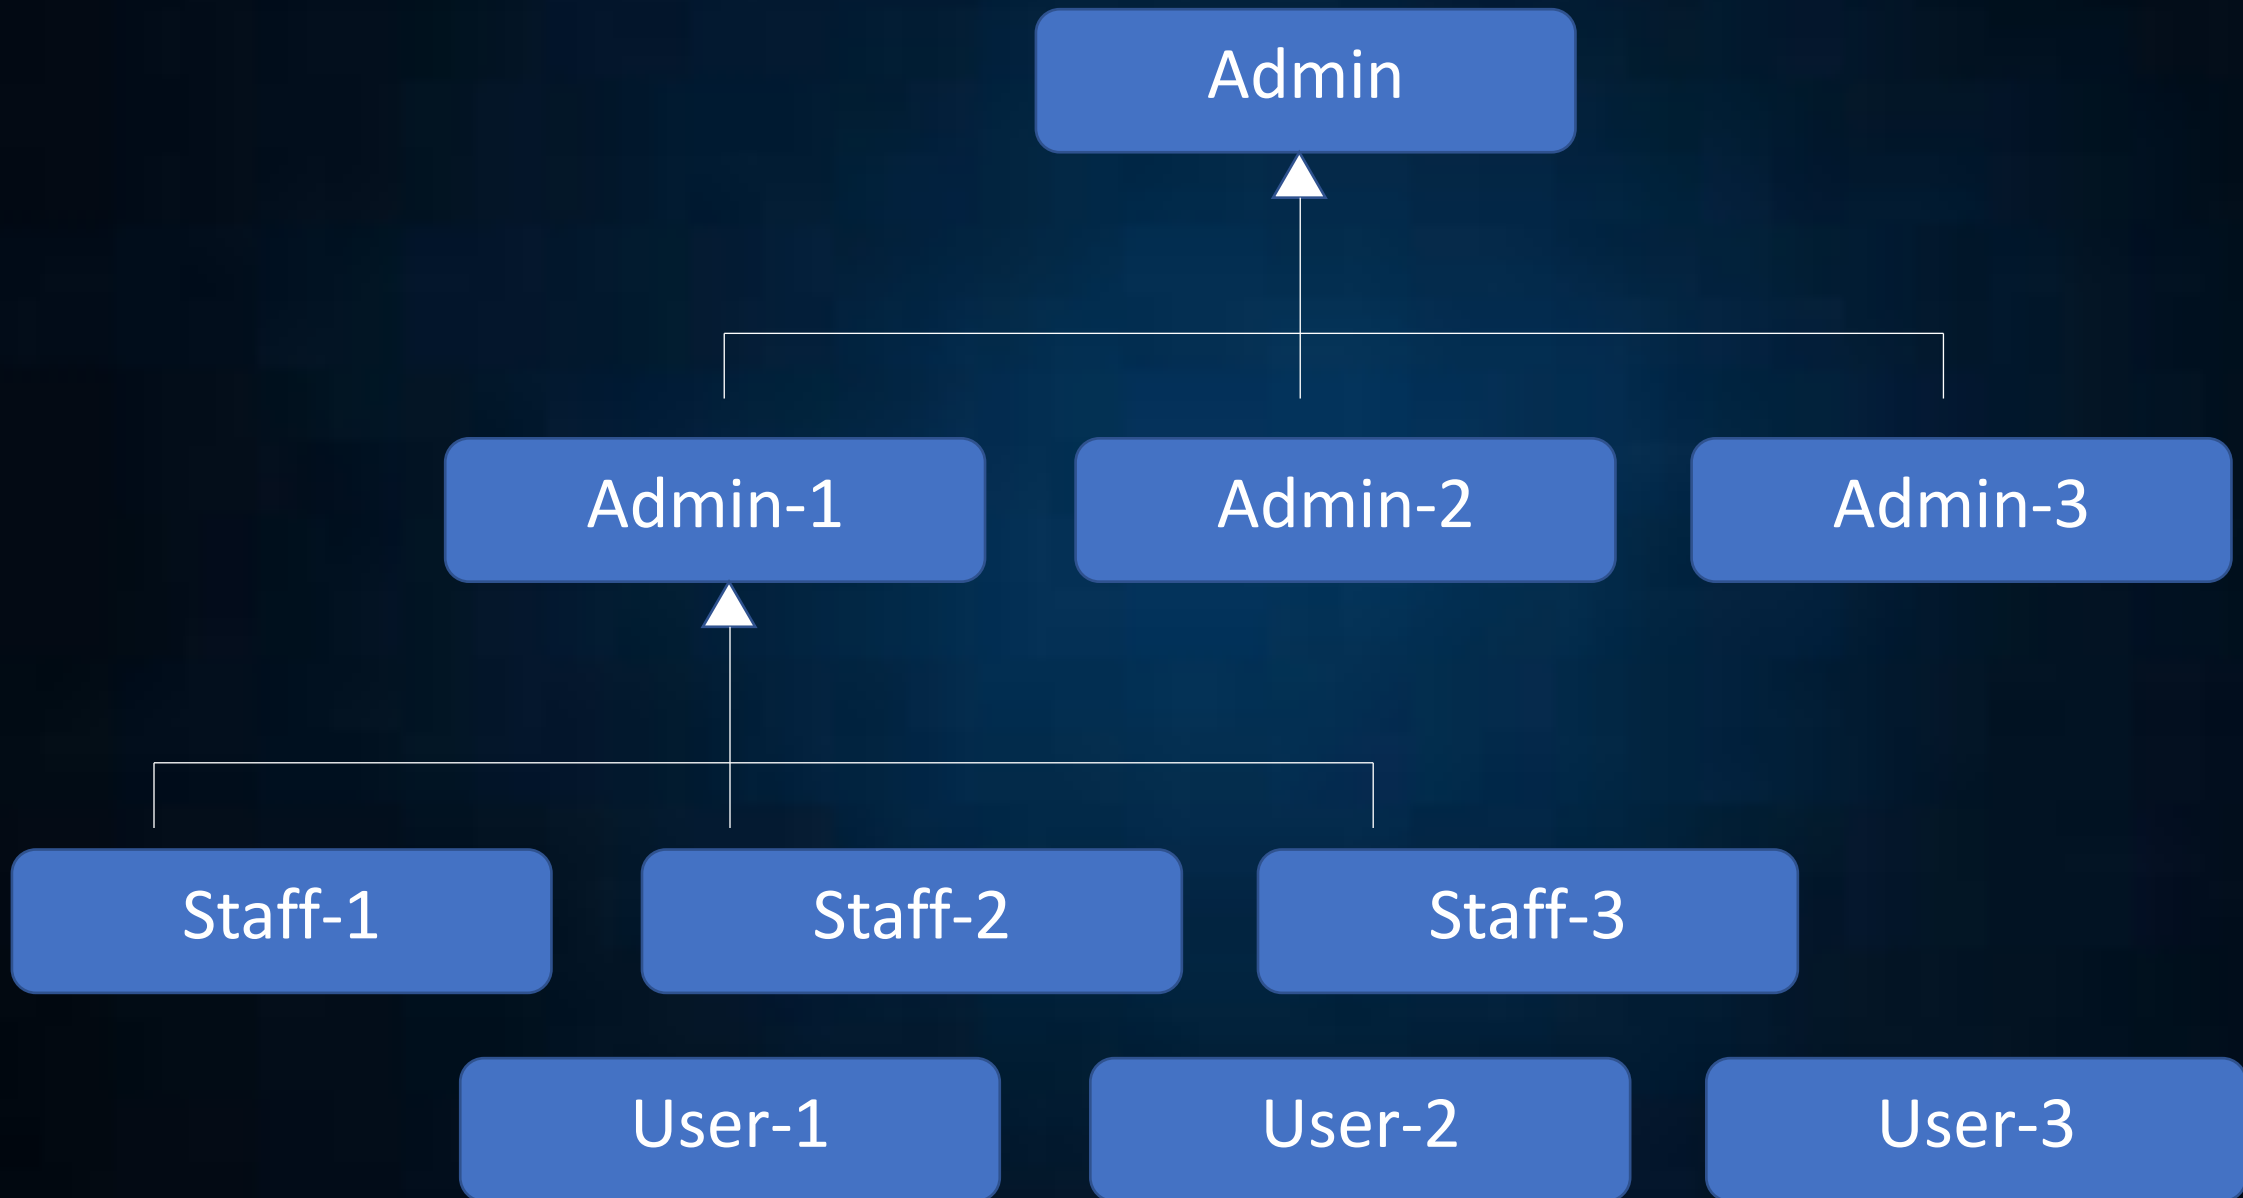 Admin
Admin-1
Admin-2
Admin-3
Staff-1
Staff-2
Staff-3
User-1
User-2
User-3